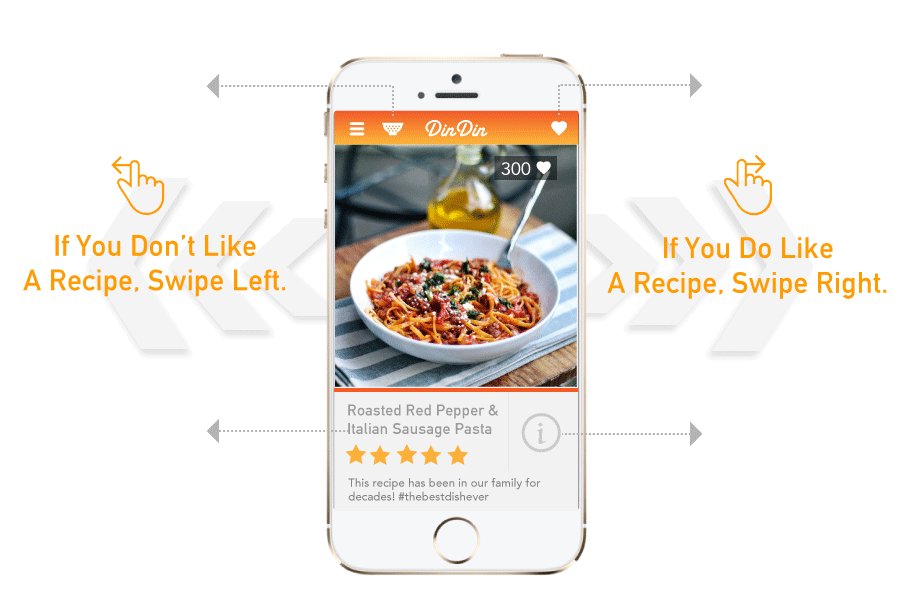 DinDin
300
If You Don't Like
A Recipe, Swipe Left.
If You Do Like
A Recipe, Swipe Right.
Roasted Red Pepper &
Italian Sausage Pasta
i
This recipe has been in our family for
decades! #thebestdishever